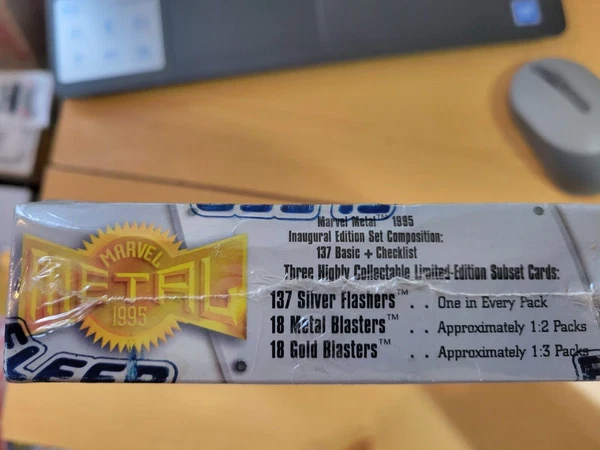 MARVEL
METAL
1995
FLEER
Marvel Metal™ 1995
Inaugural Edition Set Composition:
137 Basic + Checklist
Three Highly Collectable Limited-Edition Subset Cards:
137 Silver Flashers™ . . One in Every Pack
18 Metal Blasters™ . . Approximately 1:2 Packs
18 Gold Blasters™ . . Approximately 1:3 Packs